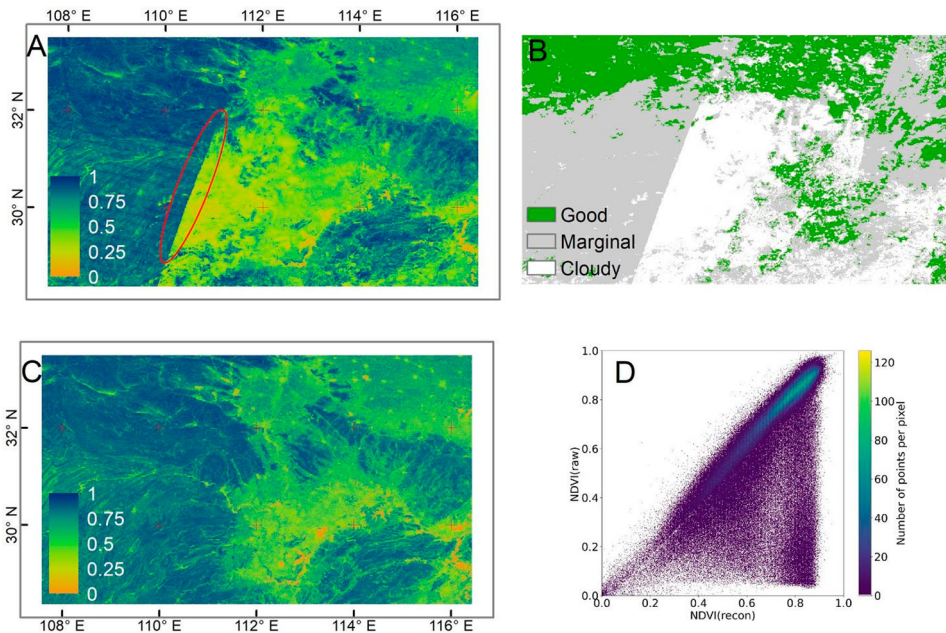 108° E 110° E 112° E 114° E 116° E
A
32° N
30° N
1
0.75
0.5
0.25
0
B
Good
Marginal
Cloudy
C
32° N
30° N
1
0.75
0.5
0.25
0
108° E 110° E 112° E 114° E 116° E
D
NDVI(raw)
1.0
0.8
0.6
0.4
0.2
0.0
0.0 0.2 0.4 0.6 0.8 1.0
NDVI(recon)
120
100
80
60
40
20
0
Number of points per pixel